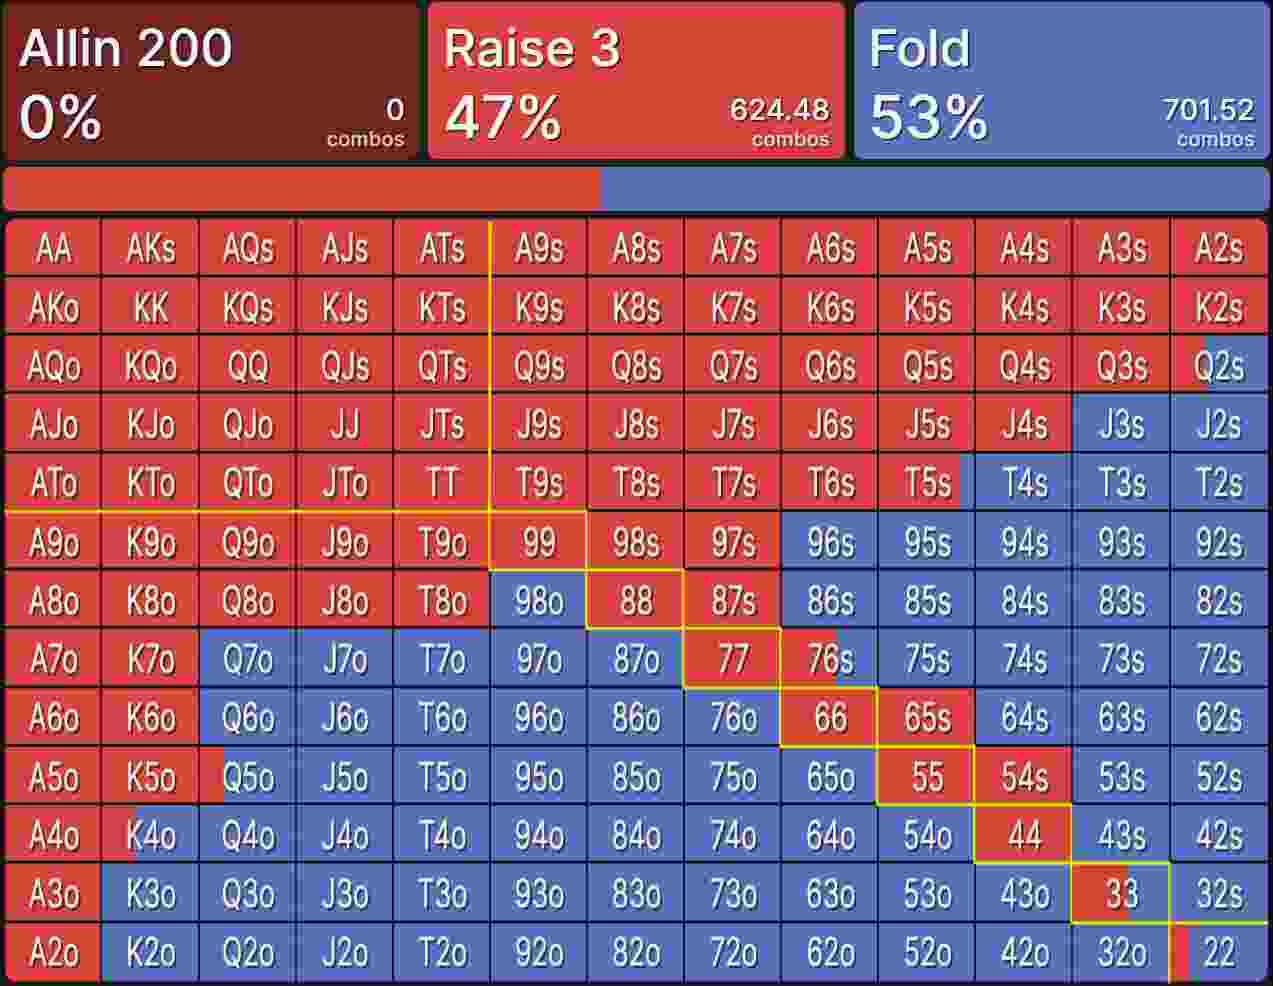 Allin 200 Raise 3 Fold
0% 0 47% 624.48 53% 701.52
combos combos combos
AA AKs AQs AJs ATs A9s A8s A7s A6s A5s A4s A3s A2s
AKo KK KQs KJs KTs K9s K8s K7s K6s K5s K4s K3s K2s
AQo KQo QQ QJs QTs Q9s Q8s Q7s Q6s Q5s Q4s Q3s Q2s
AJo KJo QJo JJ JTs J9s J8s J7s J6s J5s J4s J3s J2s
ATo KTo QTo JTo TT T9s T8s T7s T6s T5s T4s T3s T2s
A9o K9o Q9o J9o T9o 99 98s 97s 96s 95s 94s 93s 92s
A8o K8o Q8o J8o T8o 98o 88 87s 86s 85s 84s 83s 82s
A7o K7o Q7o J7o T7o 97o 87o 77 76s 75s 74s 73s 72s
A6o K6o Q6o J6o T6o 96o 86o 76o 66 65s 64s 63s 62s
A5o K5o Q5o J5o T5o 95o 85o 75o 65o 55 54s 53s 52s
A4o K4o Q4o J4o T4o 94o 84o 74o 64o 54o 44 43s 42s
A3o K3o Q3o J3o T3o 93o 83o 73o 63o 53o 43o 33 32s
A2o K2o Q2o J2o T2o 92o 82o 72o 62o 52o 42o 32o 22